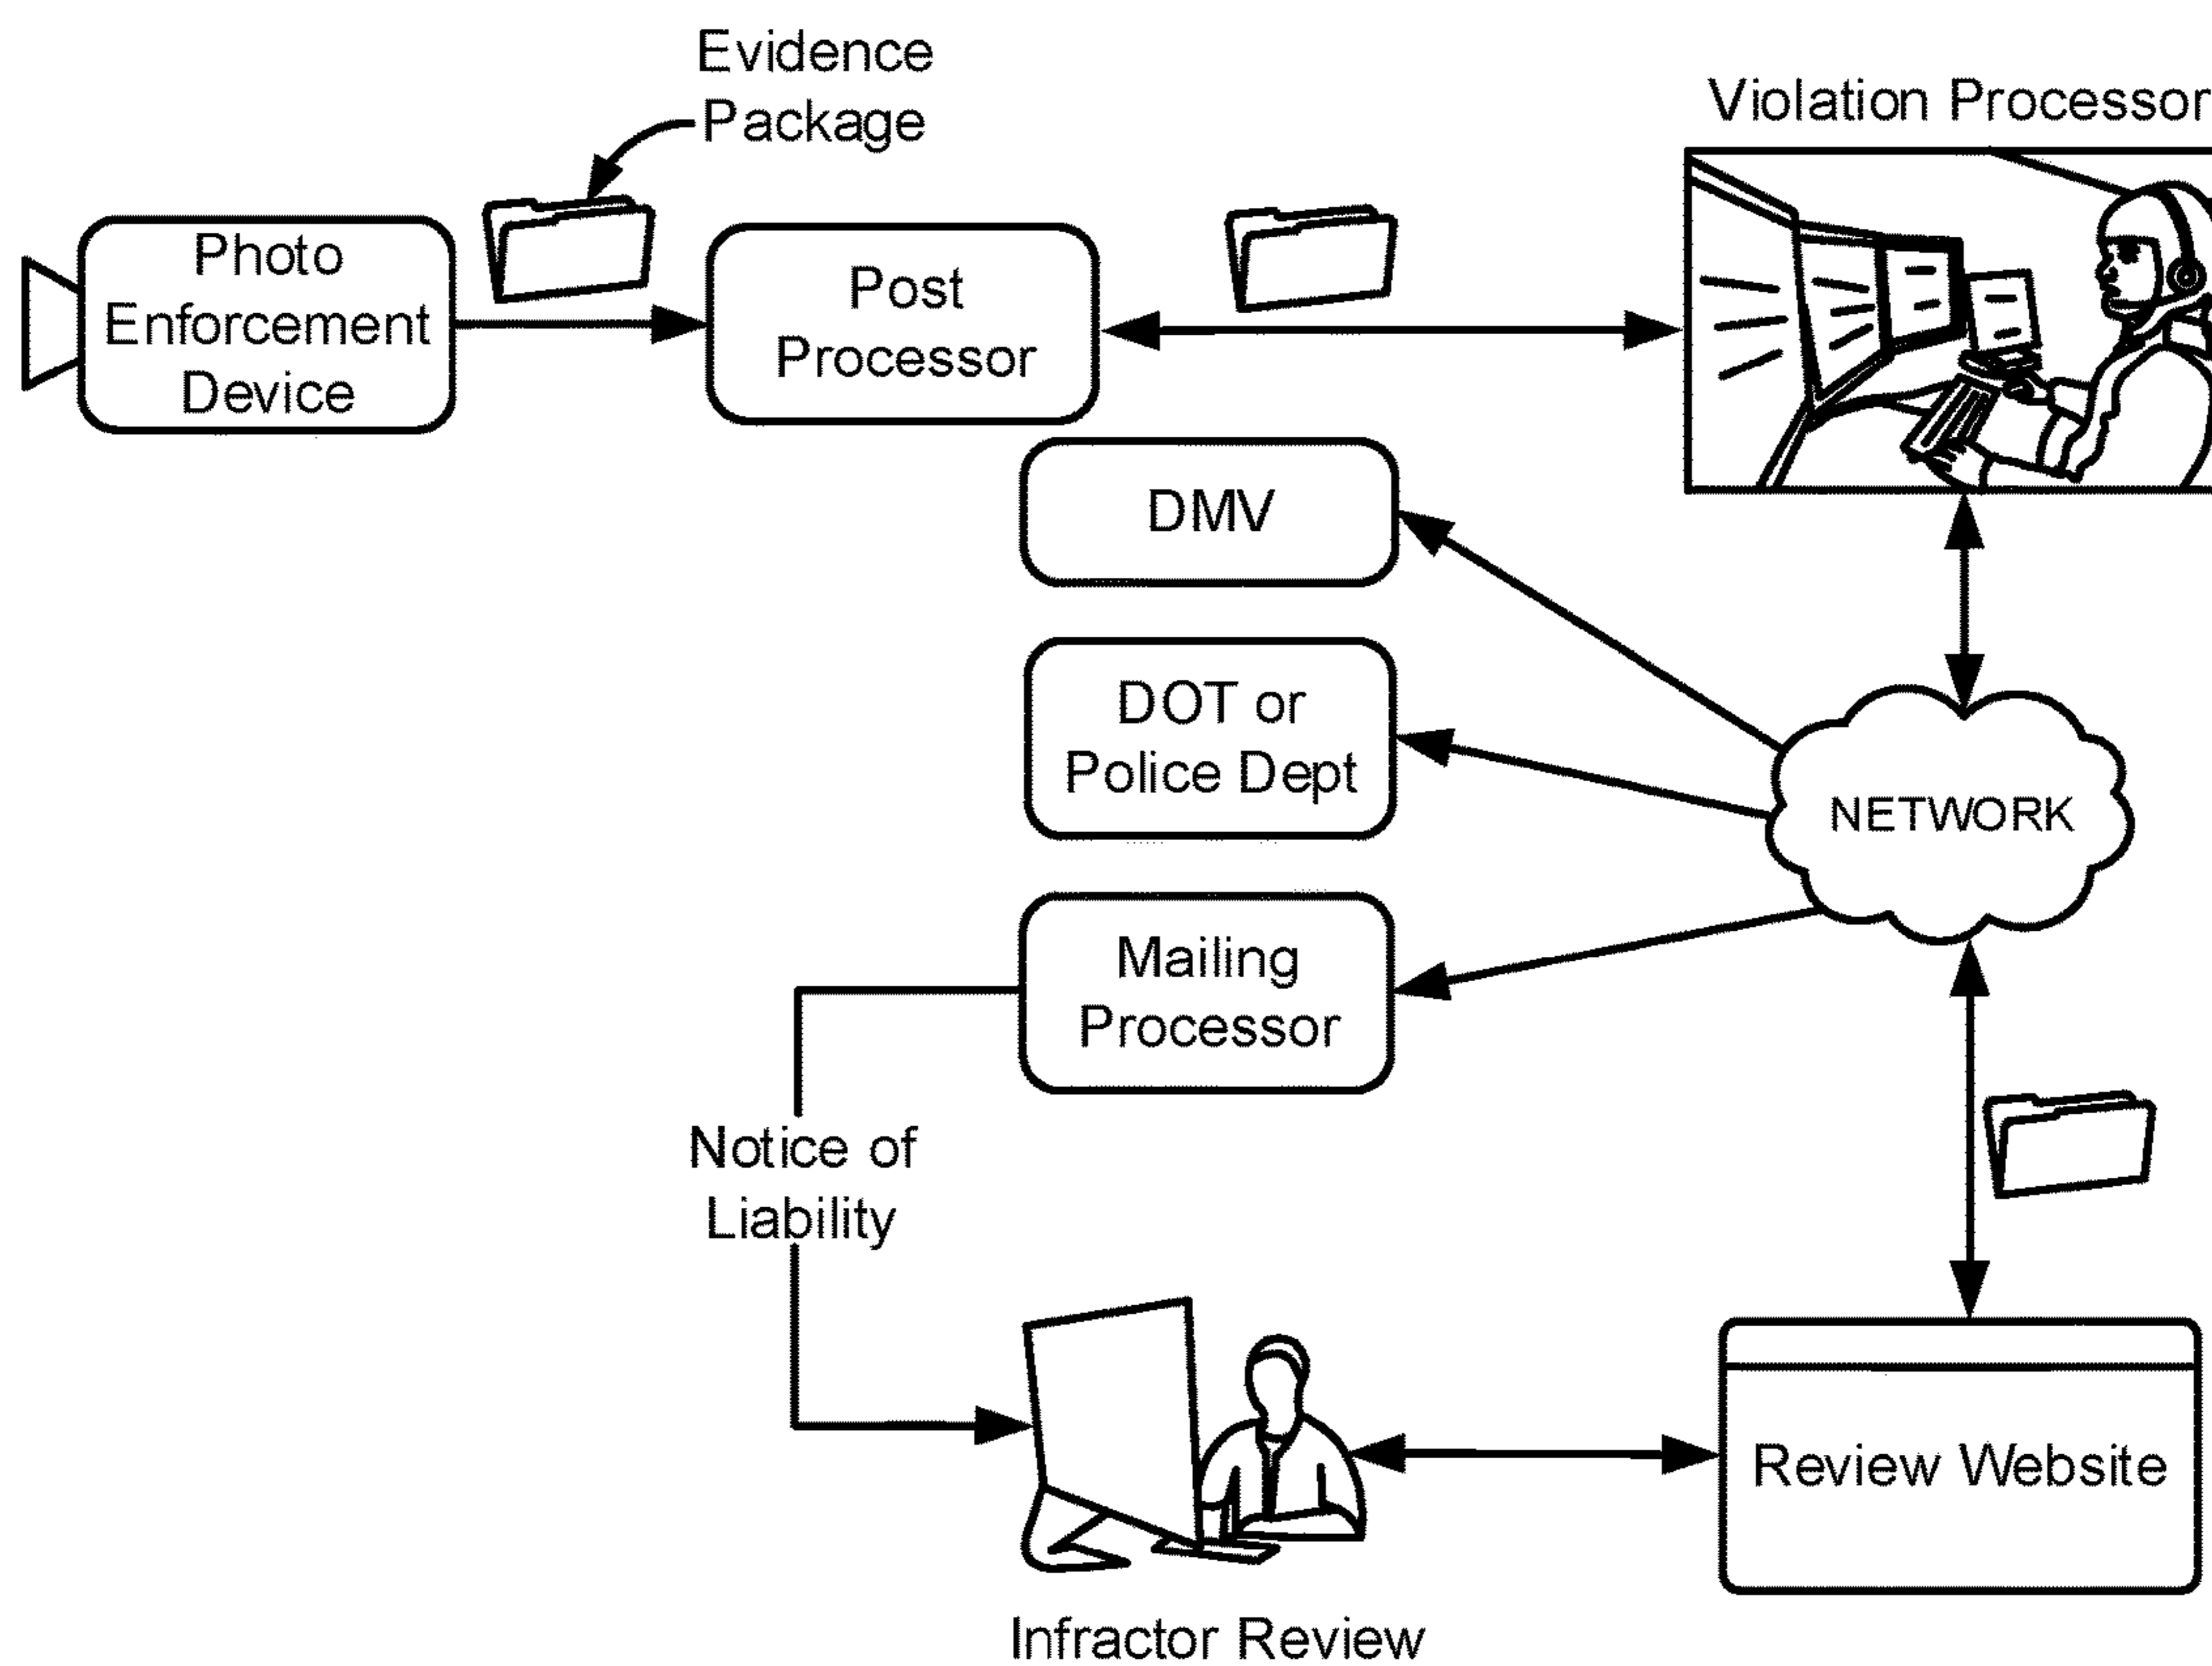 Evidence
Package
Violation Processor
Photo
Enforcement
Device
Post
Processor
DMV
DOT or
Police Dept
NETWORK
Mailing
Processor
Notice of
Liability
Review Website
Infractor Review